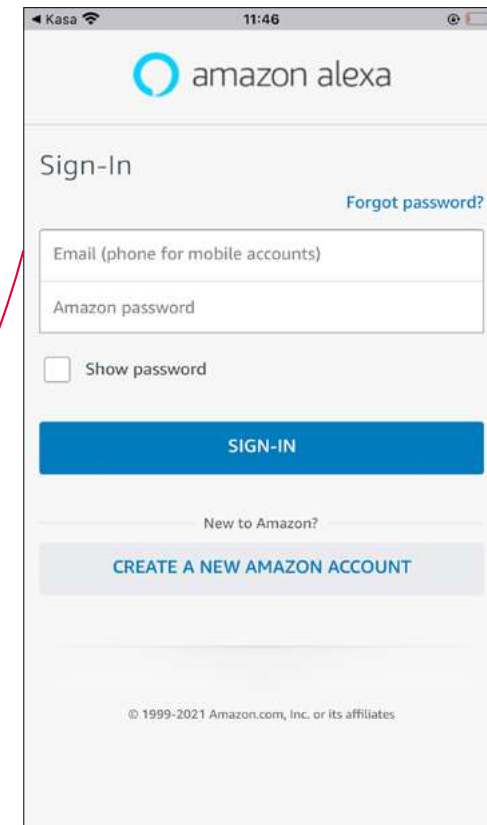 ◀ Kasa
11:46
amazon alexa
Sign-In
Forgot password?
Email (phone for mobile accounts)
Amazon password
Show password
SIGN-IN
New to Amazon?
CREATE A NEW AMAZON ACCOUNT
© 1999-2021 Amazon.com, Inc. or its affiliates